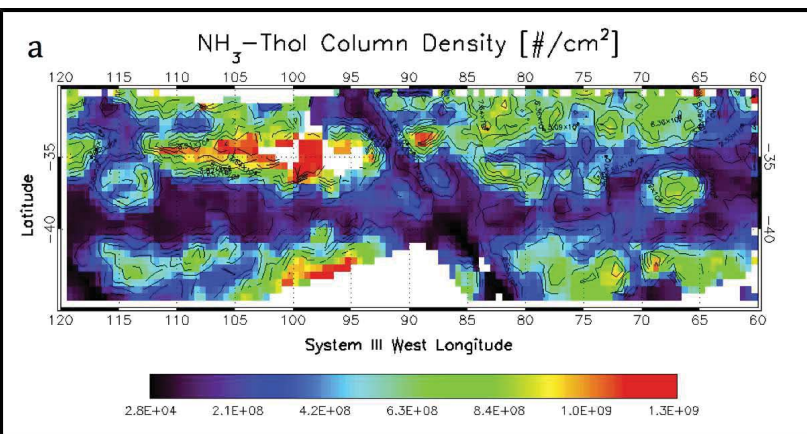 a
NH₃−Thol Column Density [#/cm²]
120 115 110 105 100 95 90 85 80 75 70 65 60
−35 −35
Latitude
−40 −40
120 115 110 105 100 95 90 85 80 75 70 65 60
System III West Longitude
2.8E+04 2.1E+08 4.2E+08 6.3E+08 8.4E+08 1.0E+09 1.3E+09